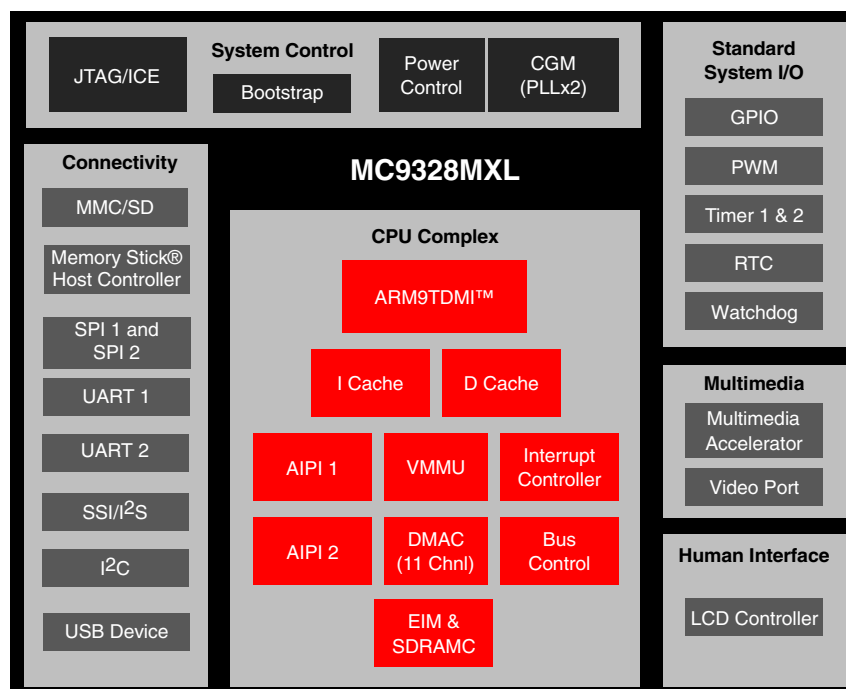 System Control
JTAG/ICE
Bootstrap
Power
Control
CGM
(PLLx2)
Standard
System I/O
GPIO
PWM
Timer 1 & 2
RTC
Watchdog
Connectivity
MMC/SD
Memory Stick®
Host Controller
SPI 1 and
SPI 2
UART 1
UART 2
SSI/I2S
I2C
USB Device
MC9328MXL
CPU Complex
ARM9TDMI™
I Cache
D Cache
AIPI 1
VMMU
Interrupt
Controller
AIPI 2
DMAC
(11 Chnl)
Bus
Control
EIM &
SDRAMC
Multimedia
Multimedia
Accelerator
Video Port
Human Interface
LCD Controller